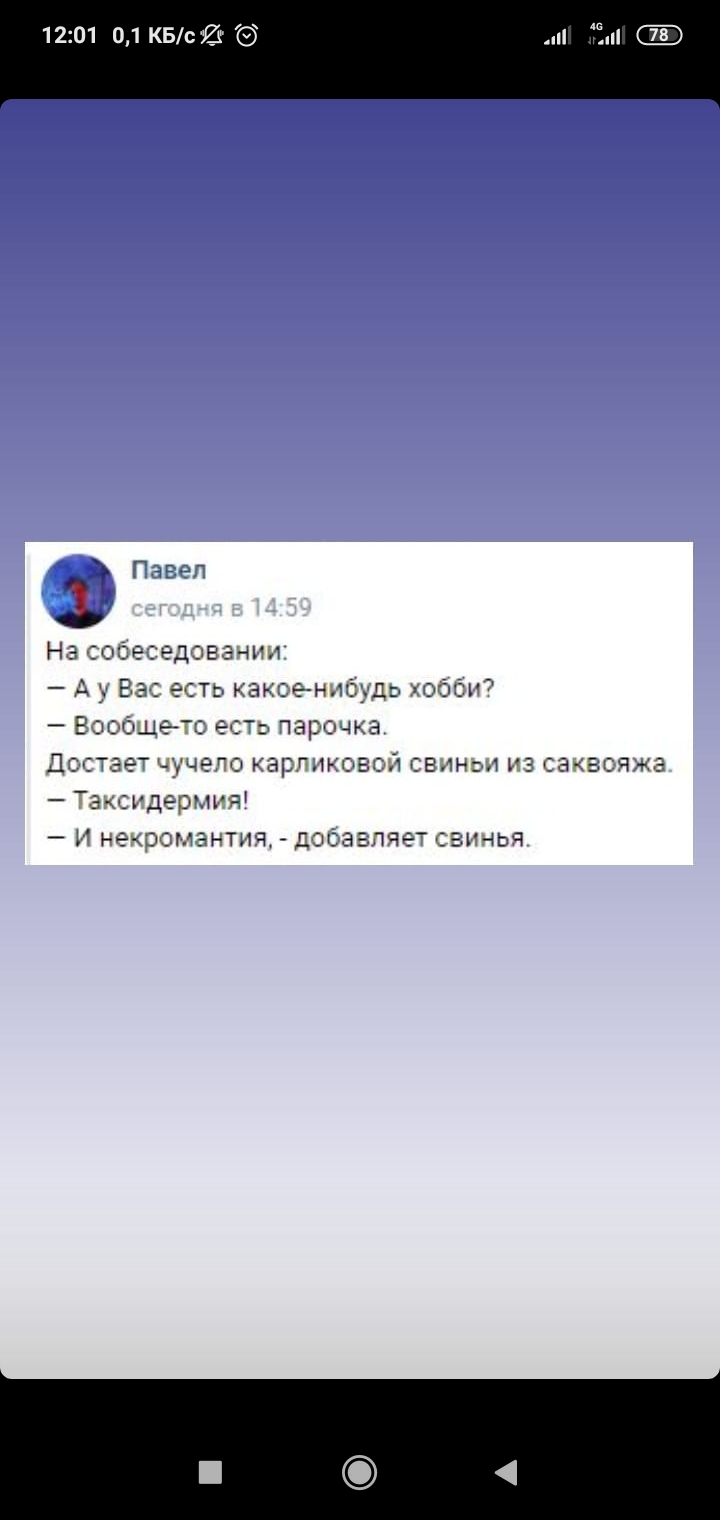 12:01 0,1 КБ/с 4G 78
Павел
сегодня в 14:59
На собеседовании:
— А у Вас есть какое-нибудь хобби?
— Вообще-то есть парочка.
Достает чучело карликовой свиньи из саквояжа.
— Таксидермия!
— И некромантия, - добавляет свинья.